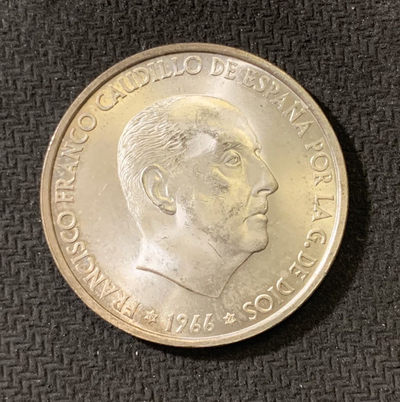 FRANCISCO FRANCO CAUDILLO DE ESPAÑA POR LA G. DE DIOS
1966